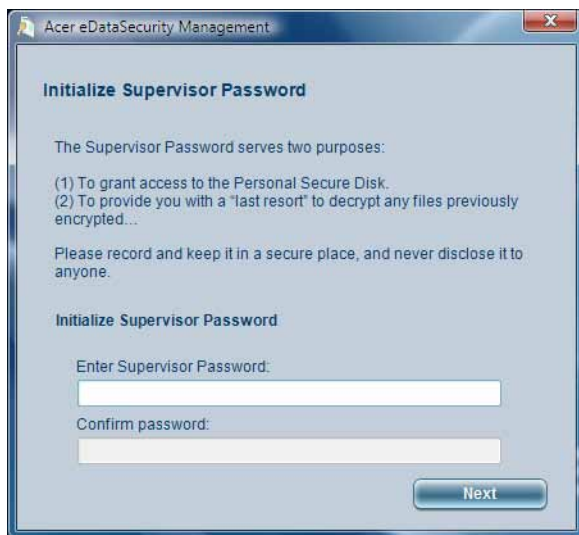 Acer eDataSecurity Management
Initialize Supervisor Password
The Supervisor Password serves two purposes:
(1) To grant access to the Personal Secure Disk.
(2) To provide you with a "last resort" to decrypt any files previously
encrypted...
Please record and keep it in a secure place, and never disclose it to
anyone.
Initialize Supervisor Password
Enter Supervisor Password:
Confirm password:
Next